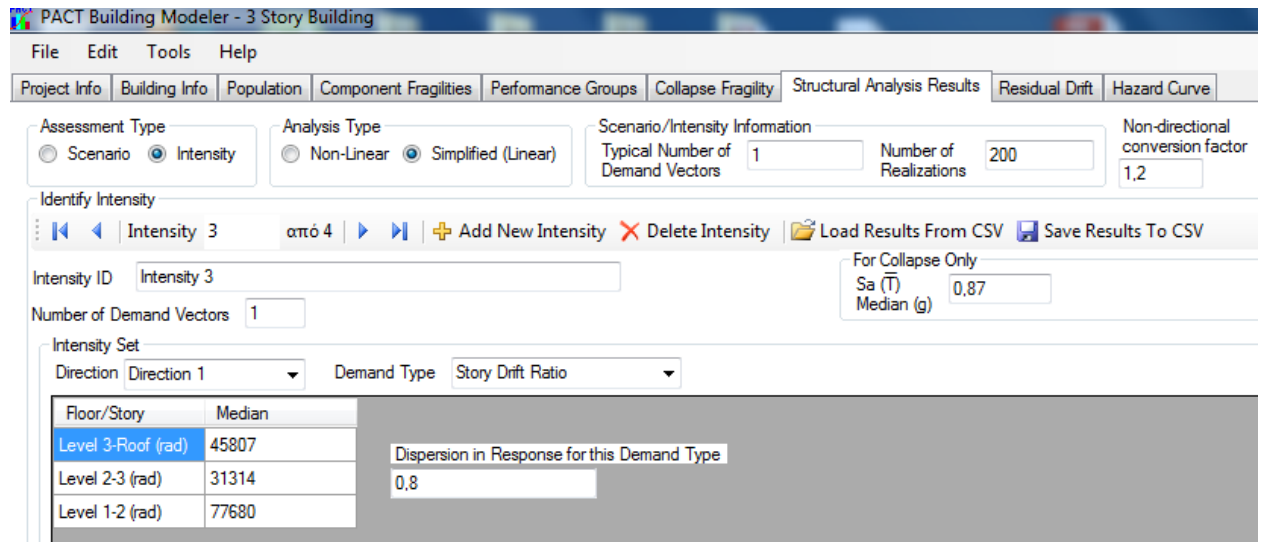 PACT Building Modeler - 3 Story Building
File Edit Tools Help
Project Info Building Info Population Component Fragilities Performance Groups Collapse Fragility Structural Analysis Results Residual Drift Hazard Curve
Assessment Type
Scenario Intensity
Analysis Type
Non-Linear Simplified (Linear)
Scenario/Intensity Information
Typical Number of Demand Vectors 1
Number of Realizations 200
Non-directional conversion factor
1,2
Identify Intensity
Intensity 3 από 4 Add New Intensity Delete Intensity Load Results From CSV Save Results To CSV
Intensity ID Intensity 3
For Collapse Only
Sa (T̅) Median (g) 0,87
Number of Demand Vectors 1
Intensity Set
Direction Direction 1 Demand Type Story Drift Ratio
Floor/Story Median
Level 3-Roof (rad) 45807
Level 2-3 (rad) 31314
Level 1-2 (rad) 77680
Dispersion in Response for this Demand Type
0,8